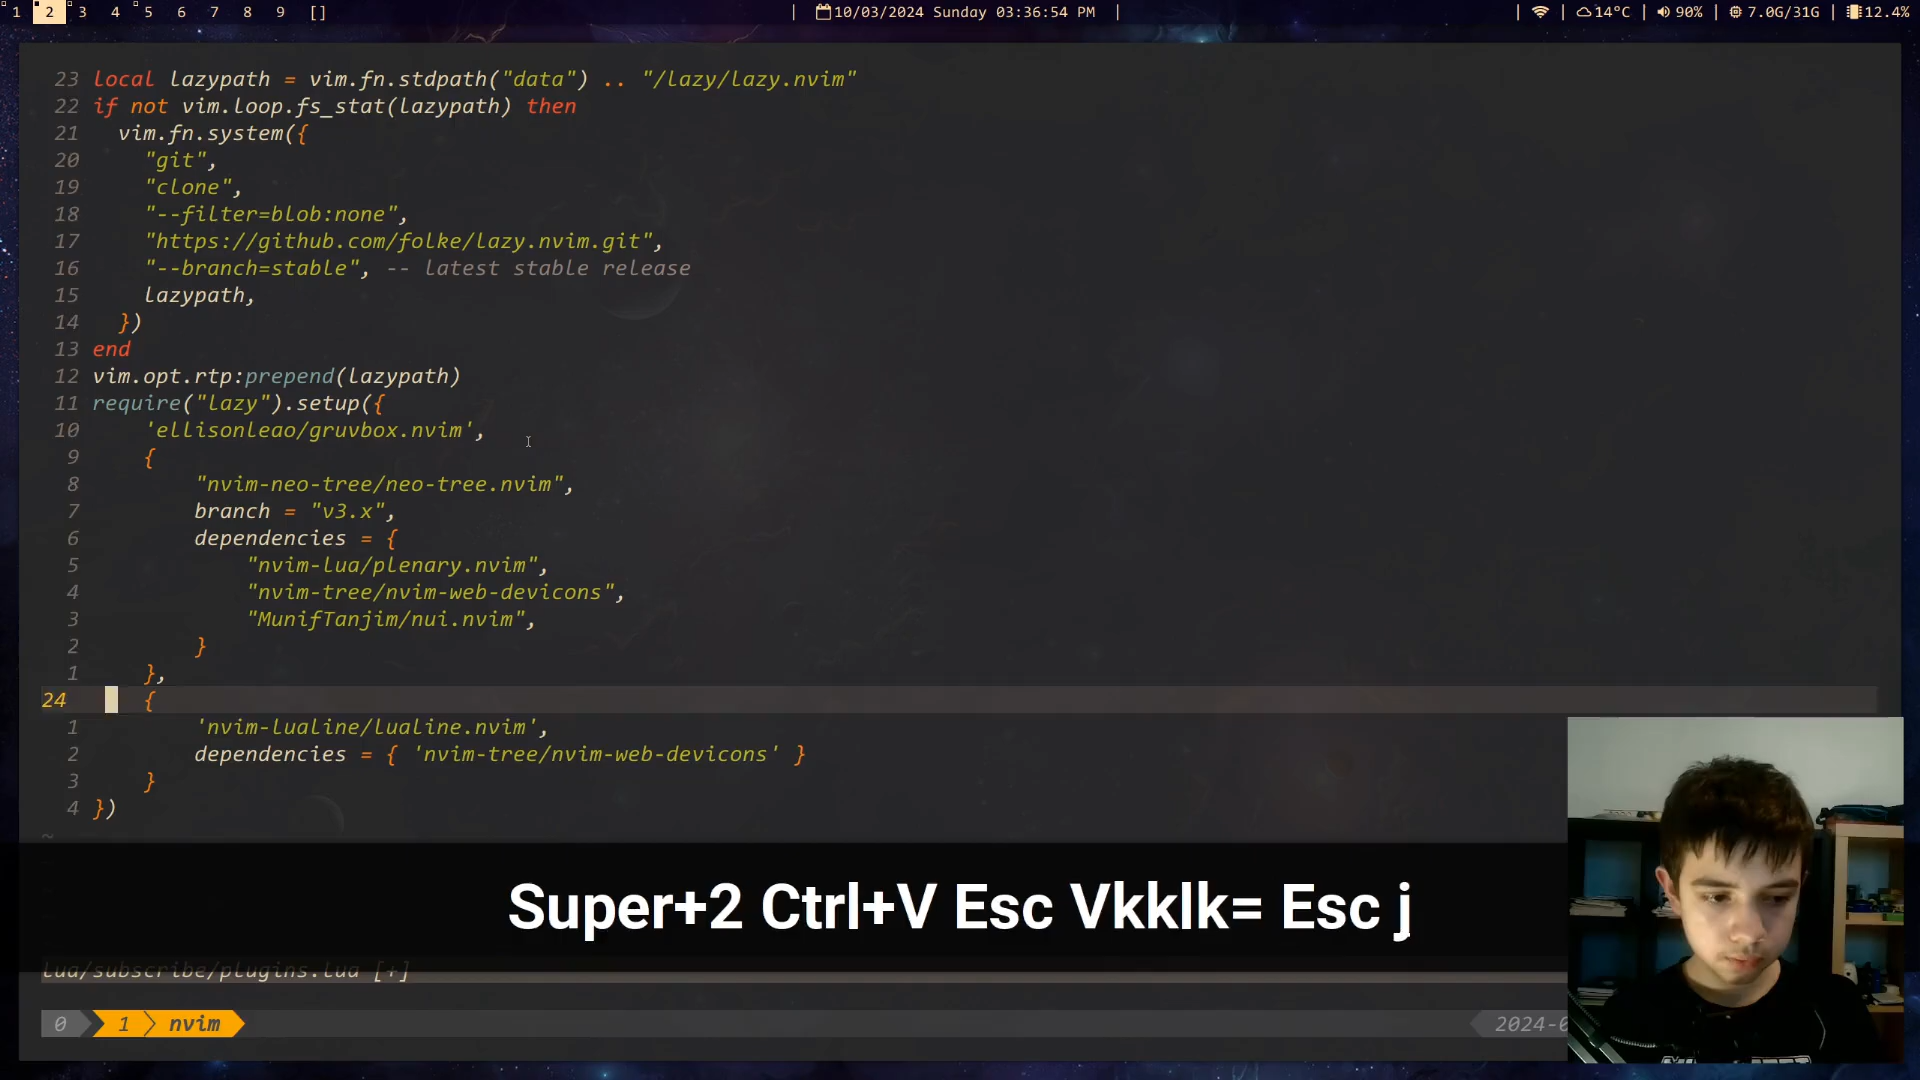 1 2 3 4 5 6 7 8 9 [] | 10/03/2024 Sunday 03:36:54 PM | | | 14°C | 90% | 7.0G/31G | 12.4%
23 local lazypath = vim.fn.stdpath("data") .. "/lazy/lazy.nvim"
22 if not vim.loop.fs_stat(lazypath) then
21 vim.fn.system({
20 "git",
19 "clone",
18 "--filter=blob:none",
17 "https://github.com/folke/lazy.nvim.git",
16 "--branch=stable", -- latest stable release
15 lazypath,
14 })
13 end
12 vim.opt.rtp:prepend(lazypath)
11 require("lazy").setup({
10 'ellisonleao/gruvbox.nvim',
9 {
8 "nvim-neo-tree/neo-tree.nvim",
7 branch = "v3.x",
6 dependencies = {
5 "nvim-lua/plenary.nvim",
4 "nvim-tree/nvim-web-devicons",
3 "MunifTanjim/nui.nvim",
2 }
1 },
24 {
1 'nvim-lualine/lualine.nvim',
2 dependencies = { 'nvim-tree/nvim-web-devicons' }
3 }
4 })
~
Super+2 Ctrl+V Esc Vkklk= Esc j
lua/subscribe/plugins.lua [+]
0 1 nvim 2024-0